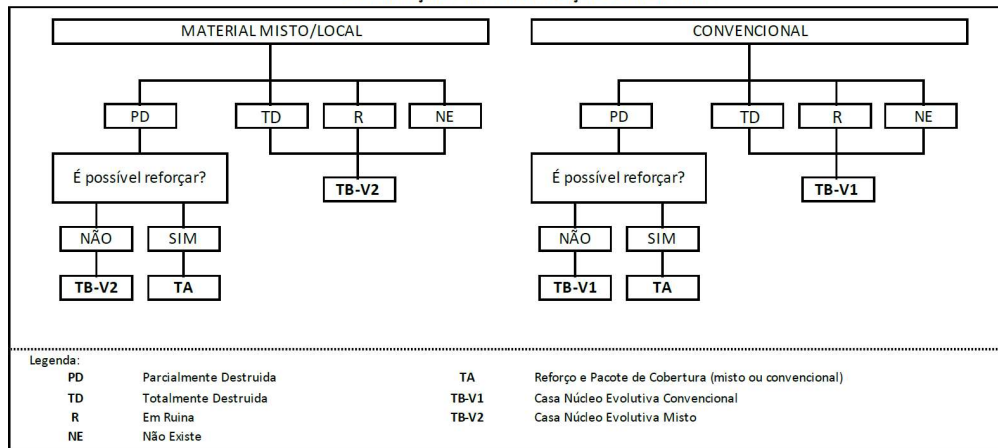 MATERIAL MISTO/LOCAL CONVENCIONAL
PD TD R NE PD TD R NE
É possível reforçar? É possível reforçar?
TB-V2 TB-V1
NÃO SIM NÃO SIM
TB-V2 TA TB-V1 TA
Legenda:
PD Parcialmente Destruida TA Reforço e Pacote de Cobertura (misto ou convencional)
TD Totalmente Destruida TB-V1 Casa Núcleo Evolutiva Convencional
R Em Ruina TB-V2 Casa Núcleo Evolutiva Misto
NE Não Existe